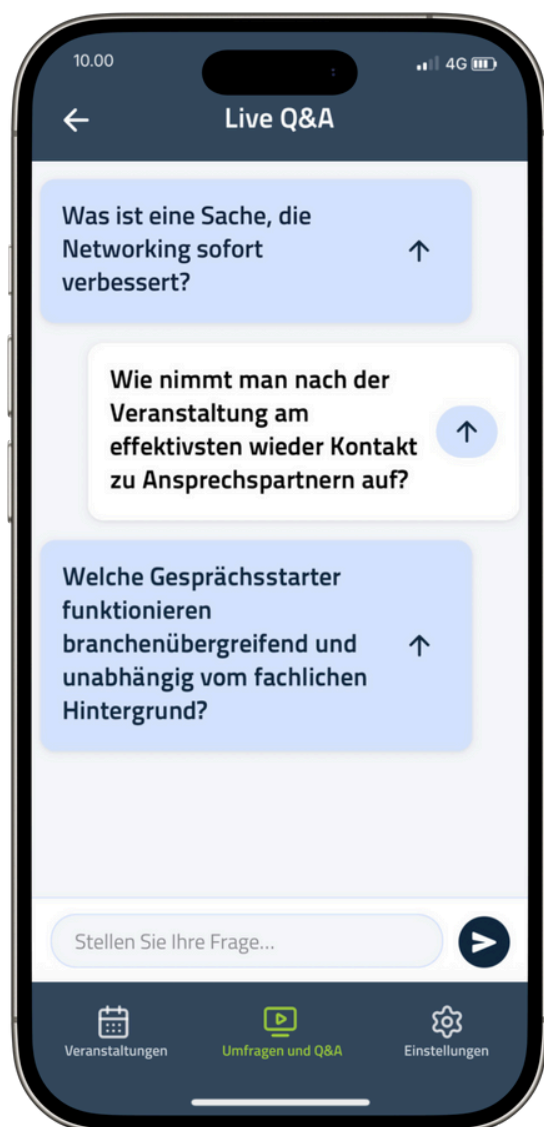 10.00
4G
Live Q&A
Was ist eine Sache, die
Networking sofort
verbessert?
Wie nimmt man nach der
Veranstaltung am
effektivsten wieder Kontakt
zu Ansprechspartnern auf?
Welche Gesprächsstarter
funktionieren
branchenübergreifend und
unabhängig vom fachlichen
Hintergrund?
Stellen Sie Ihre Frage...
Veranstaltungen
Umfragen und Q&A
Einstellungen